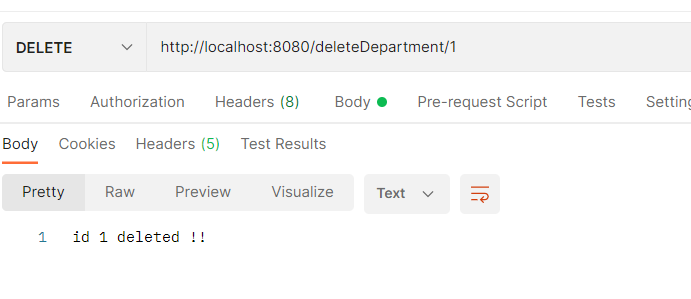 DELETE http://localhost:8080/deleteDepartment/1
Params Authorization Headers (8) Body Pre-request Script Tests Setting
Body Cookies Headers (5) Test Results
Pretty Raw Preview Visualize Text
1 id 1 deleted !!